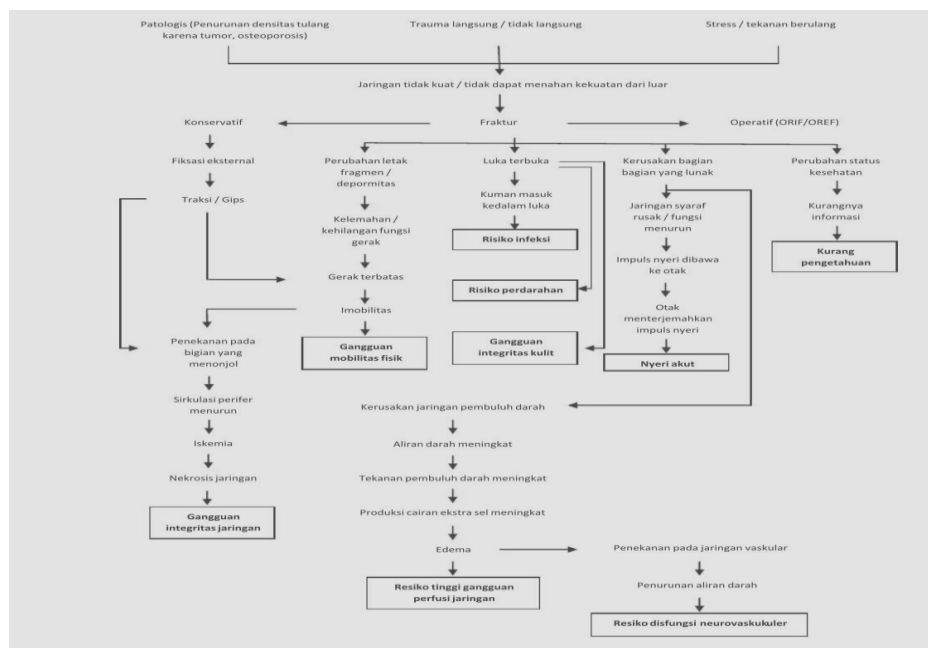 Patologis (Penurunan densitas tulang
karena tumor, osteoporosis)
Trauma langsung / tidak langsung
Stress / tekanan berulang
Jaringan tidak kuat / tidak dapat menahan kekuatan dari luar
Konservatif
Fraktur
Operatif (ORIF/OREF)
Fiksasi eksternal
Perubahan letak
fragmen /
depormitas
Luka terbuka
Kerusakan bagian
bagian yang lunak
Perubahan status
kesehatan
Traksi / Gips
Kuman masuk
kedalam luka
Jaringan syaraf
rusak / fungsi
menurun
Kurangnya
informasi
Kelemahan /
kehilangan fungsi
gerak
Risiko infeksi
Kurang
pengetahuan
Impuls nyeri dibawa
ke otak
Gerak terbatas
Risiko perdarahan
Imobilitas
Otak
menterjemahkan
impuls nyeri
Penekanan pada
bigian yang
menonjol
Gangguan
mobilitas fisik
Gangguan
integritas kulit
Nyeri akut
Sirkulasi perifer
menurun
Kerusakan jaringan pembuluh darah
Iskemia
Aliran darah meningkat
Nekrosis jaringan
Tekanan pembuluh darah meningkat
Gangguan
integritas jaringan
Produksi cairan ekstra sel meningkat
Edema
Penekanan pada jaringan vaskular
Resiko tinggi gangguan
perfusi jaringan
Penurunan aliran darah
Resiko disfungsi neurovaskukuler